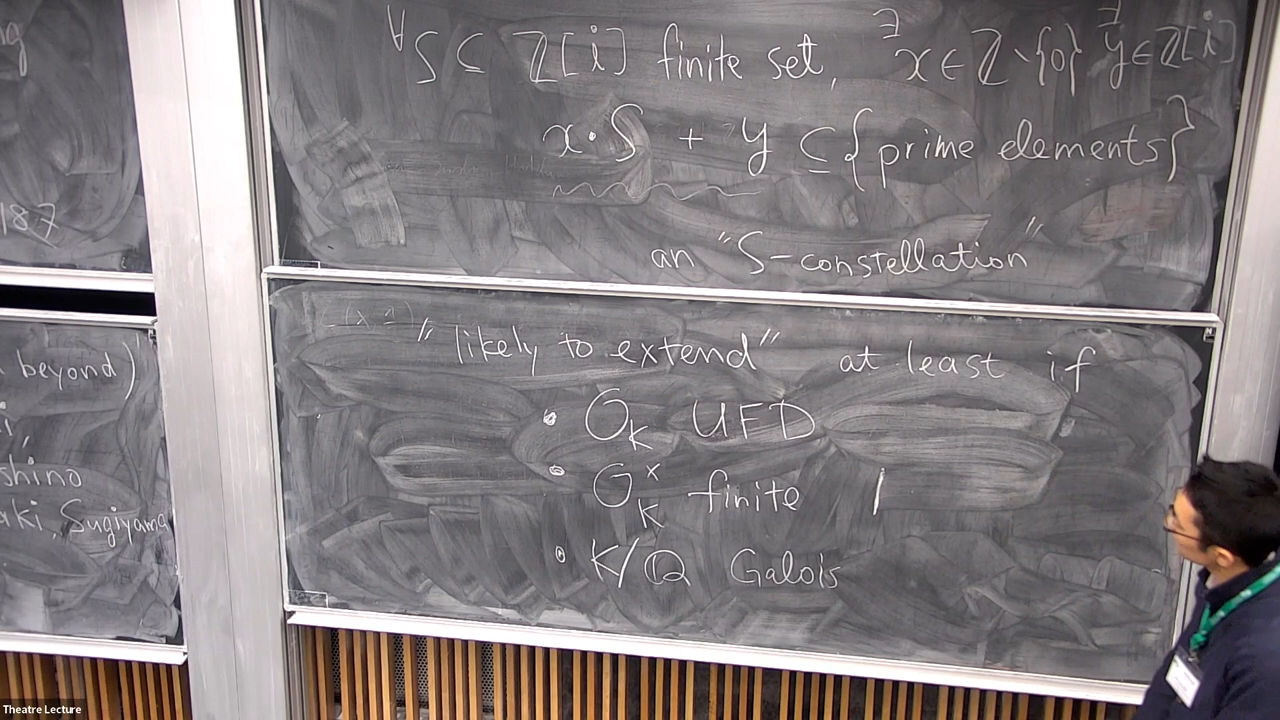 ∀S ⊆ ℤ[i] finite set, ∃x ∈ ℤ∖{0} ∃y ∈ ℤ[i]
x·S + y ⊆ {prime elements}
an "S-constellation"
187
"likely to extend" at least if
beyond)
• O_K UFD
• O_K^× finite
shino
aki, Sugiyama
• K/ℚ Galois
Theatre Lecture